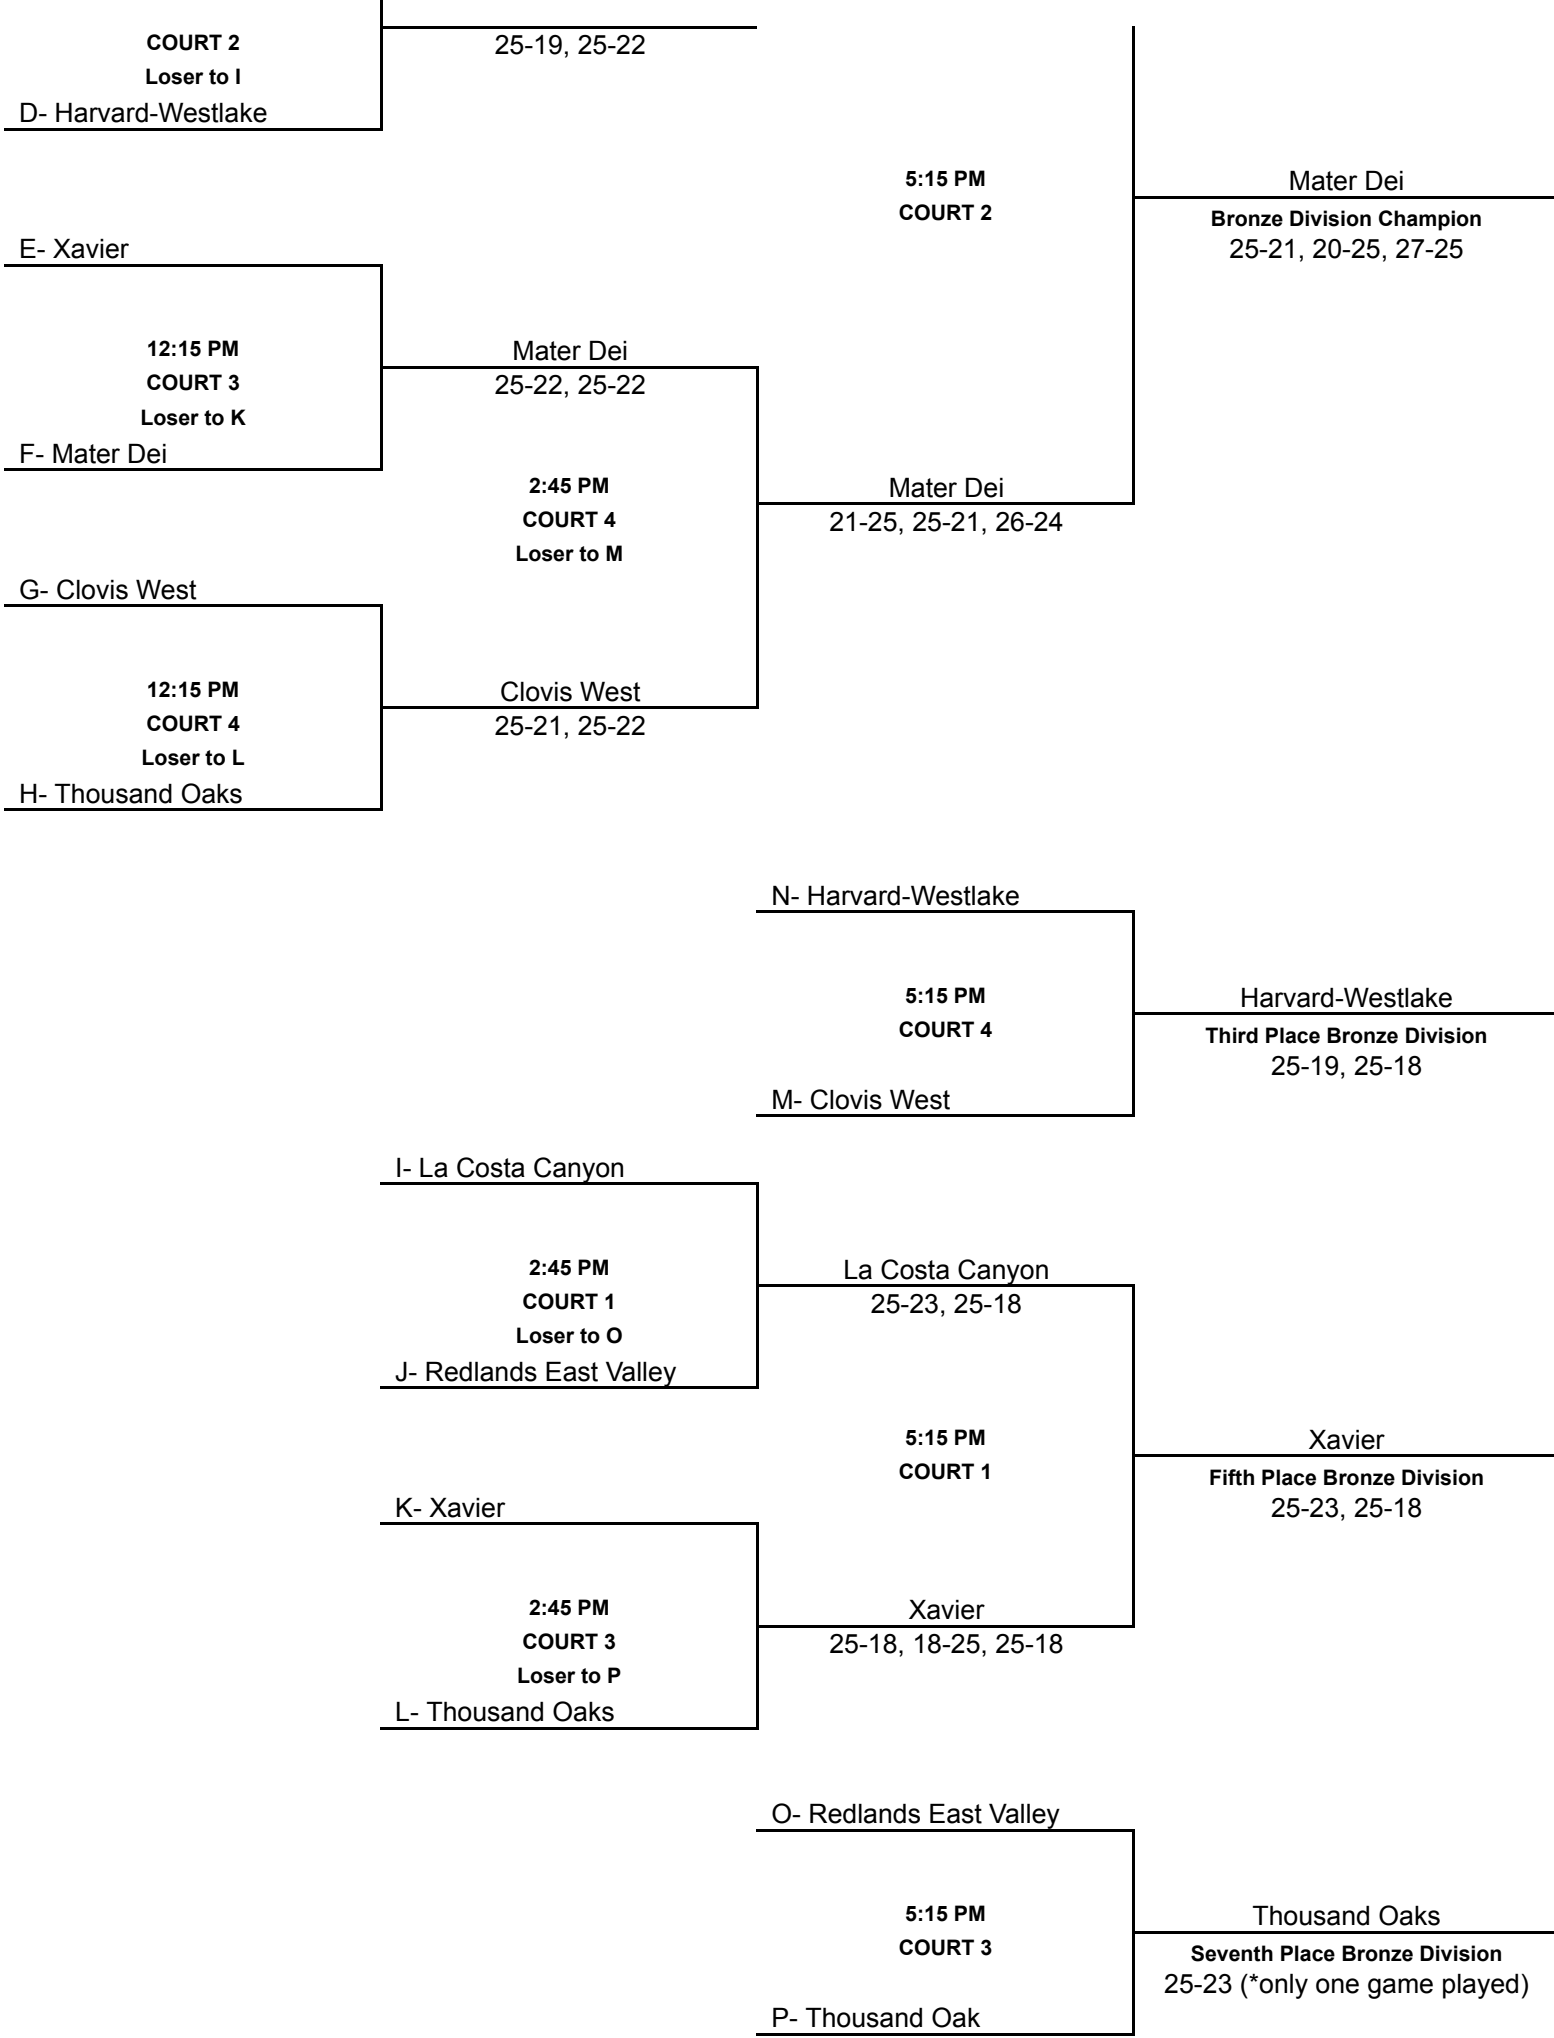 COURT 2
25-19, 25-22
Loser to I
D- Harvard-Westlake
5:15 PM
Mater Dei
COURT 2
Bronze Division Champion
E- Xavier
25-21, 20-25, 27-25
12:15 PM
Mater Dei
COURT 3
25-22, 25-22
Loser to K
F- Mater Dei
2:45 PM
Mater Dei
COURT 4
21-25, 25-21, 26-24
Loser to M
G- Clovis West
12:15 PM
Clovis West
COURT 4
25-21, 25-22
Loser to L
H- Thousand Oaks
N- Harvard-Westlake
5:15 PM
Harvard-Westlake
COURT 4
Third Place Bronze Division
25-19, 25-18
M- Clovis West
I- La Costa Canyon
2:45 PM
La Costa Canyon
COURT 1
25-23, 25-18
Loser to O
J- Redlands East Valley
5:15 PM
Xavier
COURT 1
Fifth Place Bronze Division
K- Xavier
25-23, 25-18
2:45 PM
Xavier
COURT 3
25-18, 18-25, 25-18
Loser to P
L- Thousand Oaks
O- Redlands East Valley
5:15 PM
Thousand Oaks
COURT 3
Seventh Place Bronze Division
25-23 (*only one game played)
P- Thousand Oak